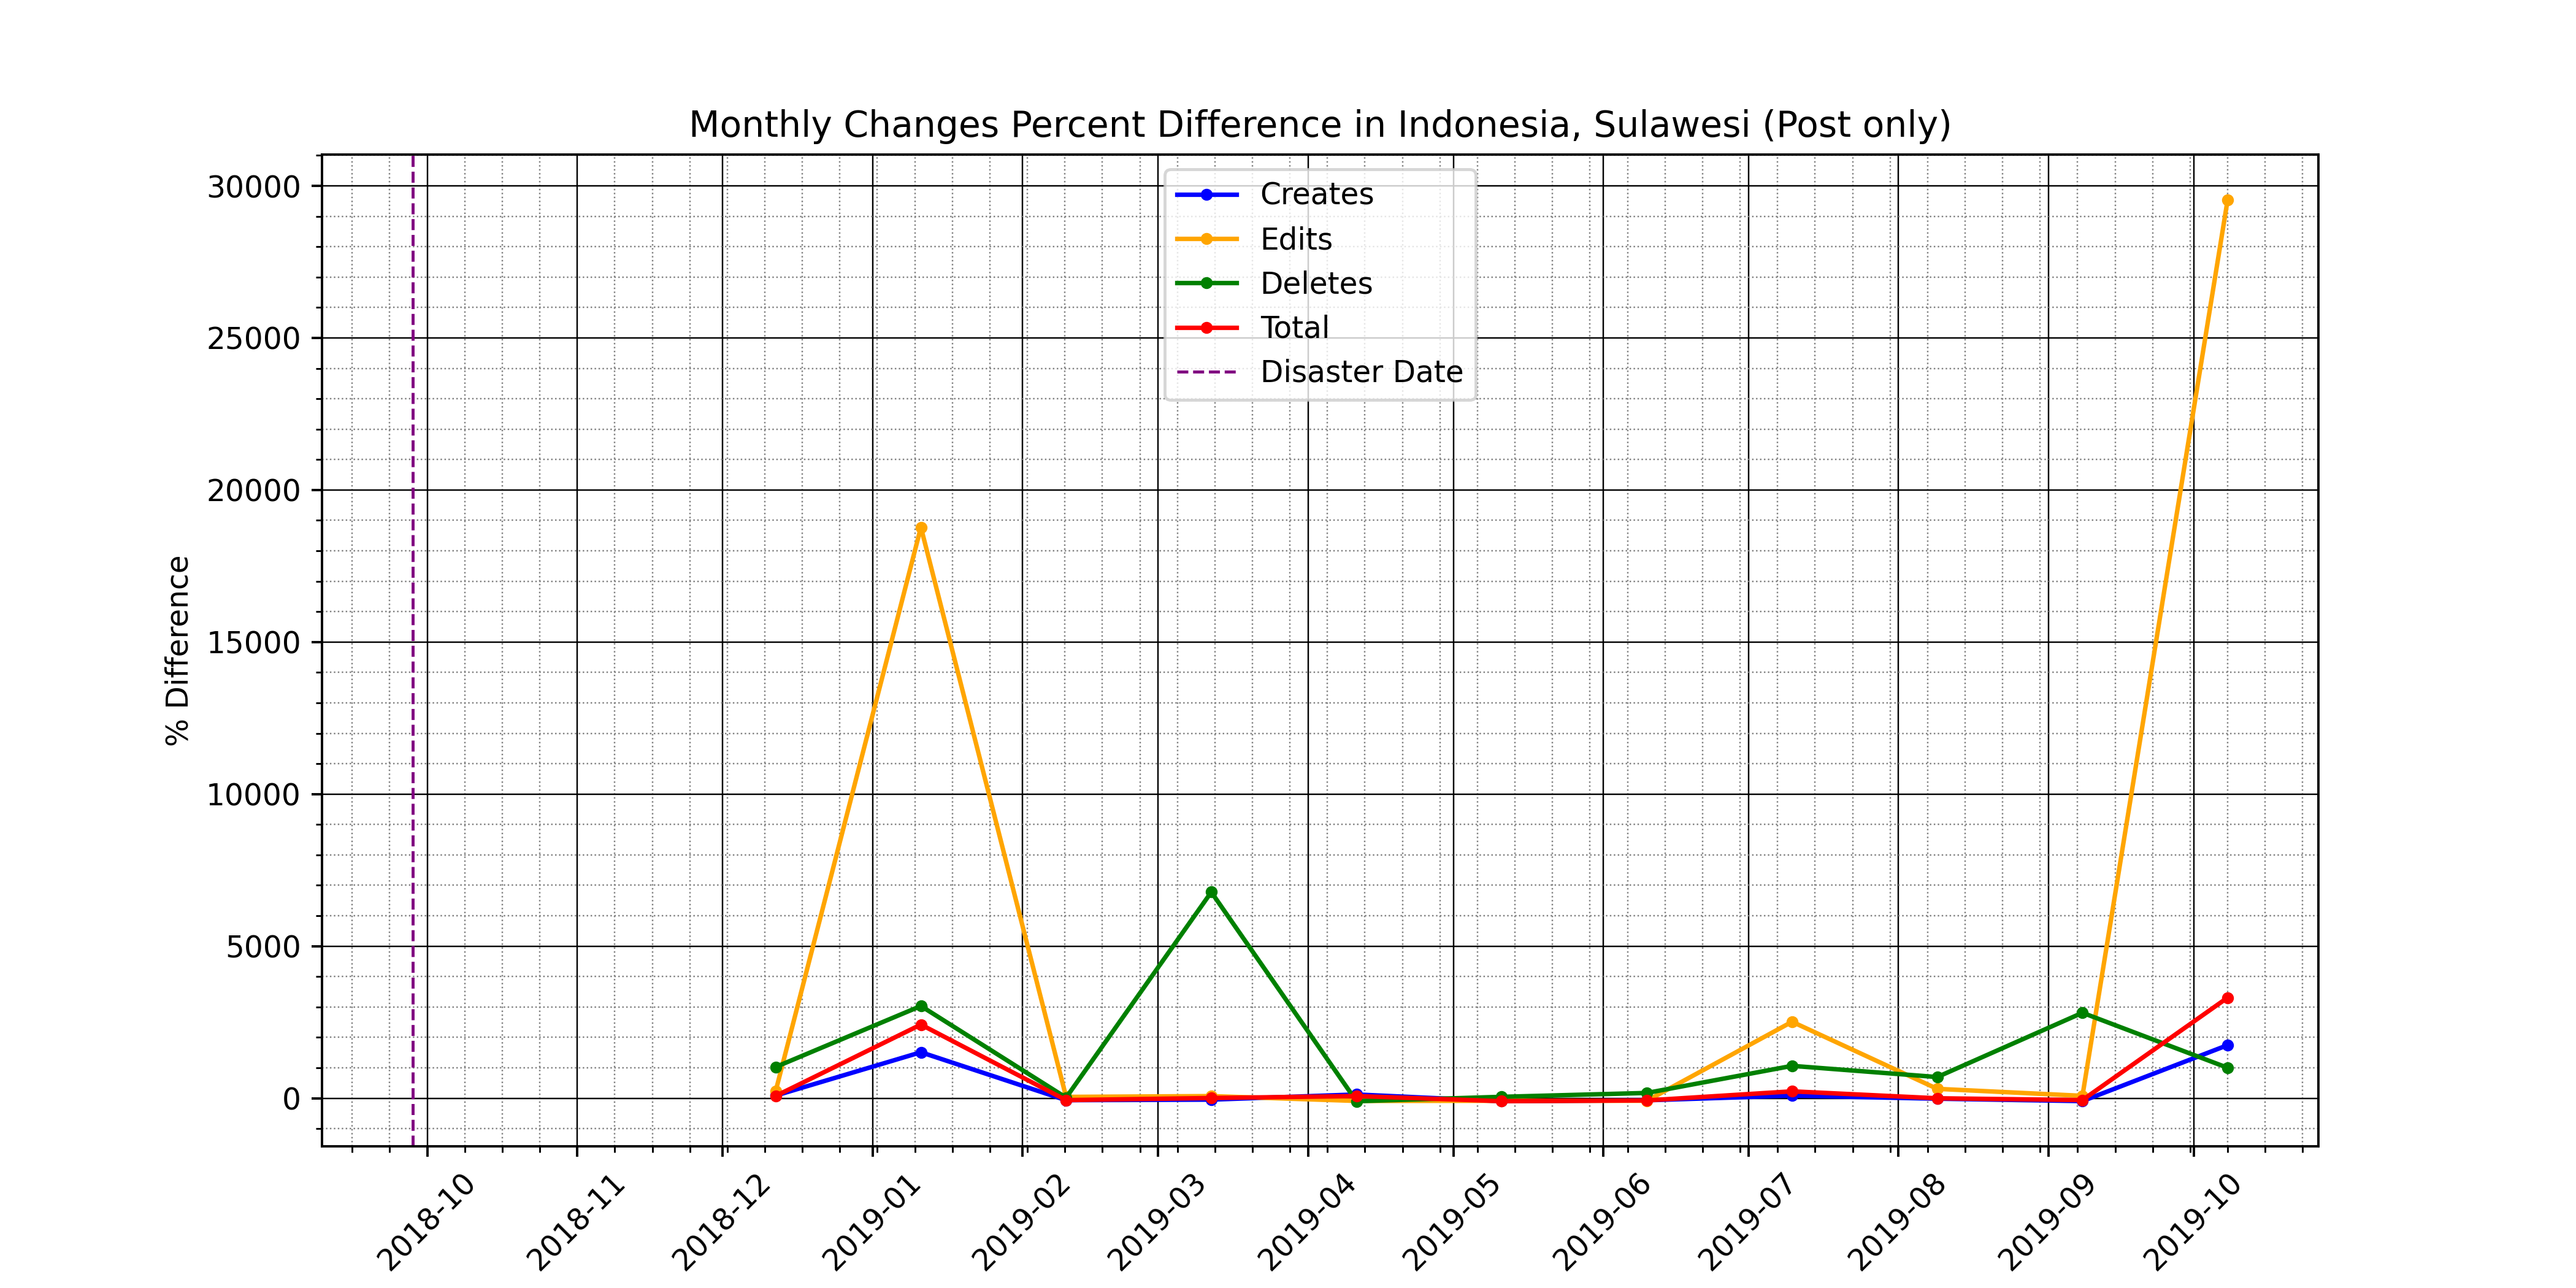 Monthly Changes Percent Difference in Indonesia, Sulawesi (Post only)
30000
25000
20000
15000
10000
5000
0
% Difference
Creates
Edits
Deletes
Total
Disaster Date
2018-10
2018-11
2018-12
2019-01
2019-02
2019-03
2019-04
2019-05
2019-06
2019-07
2019-08
2019-09
2019-10